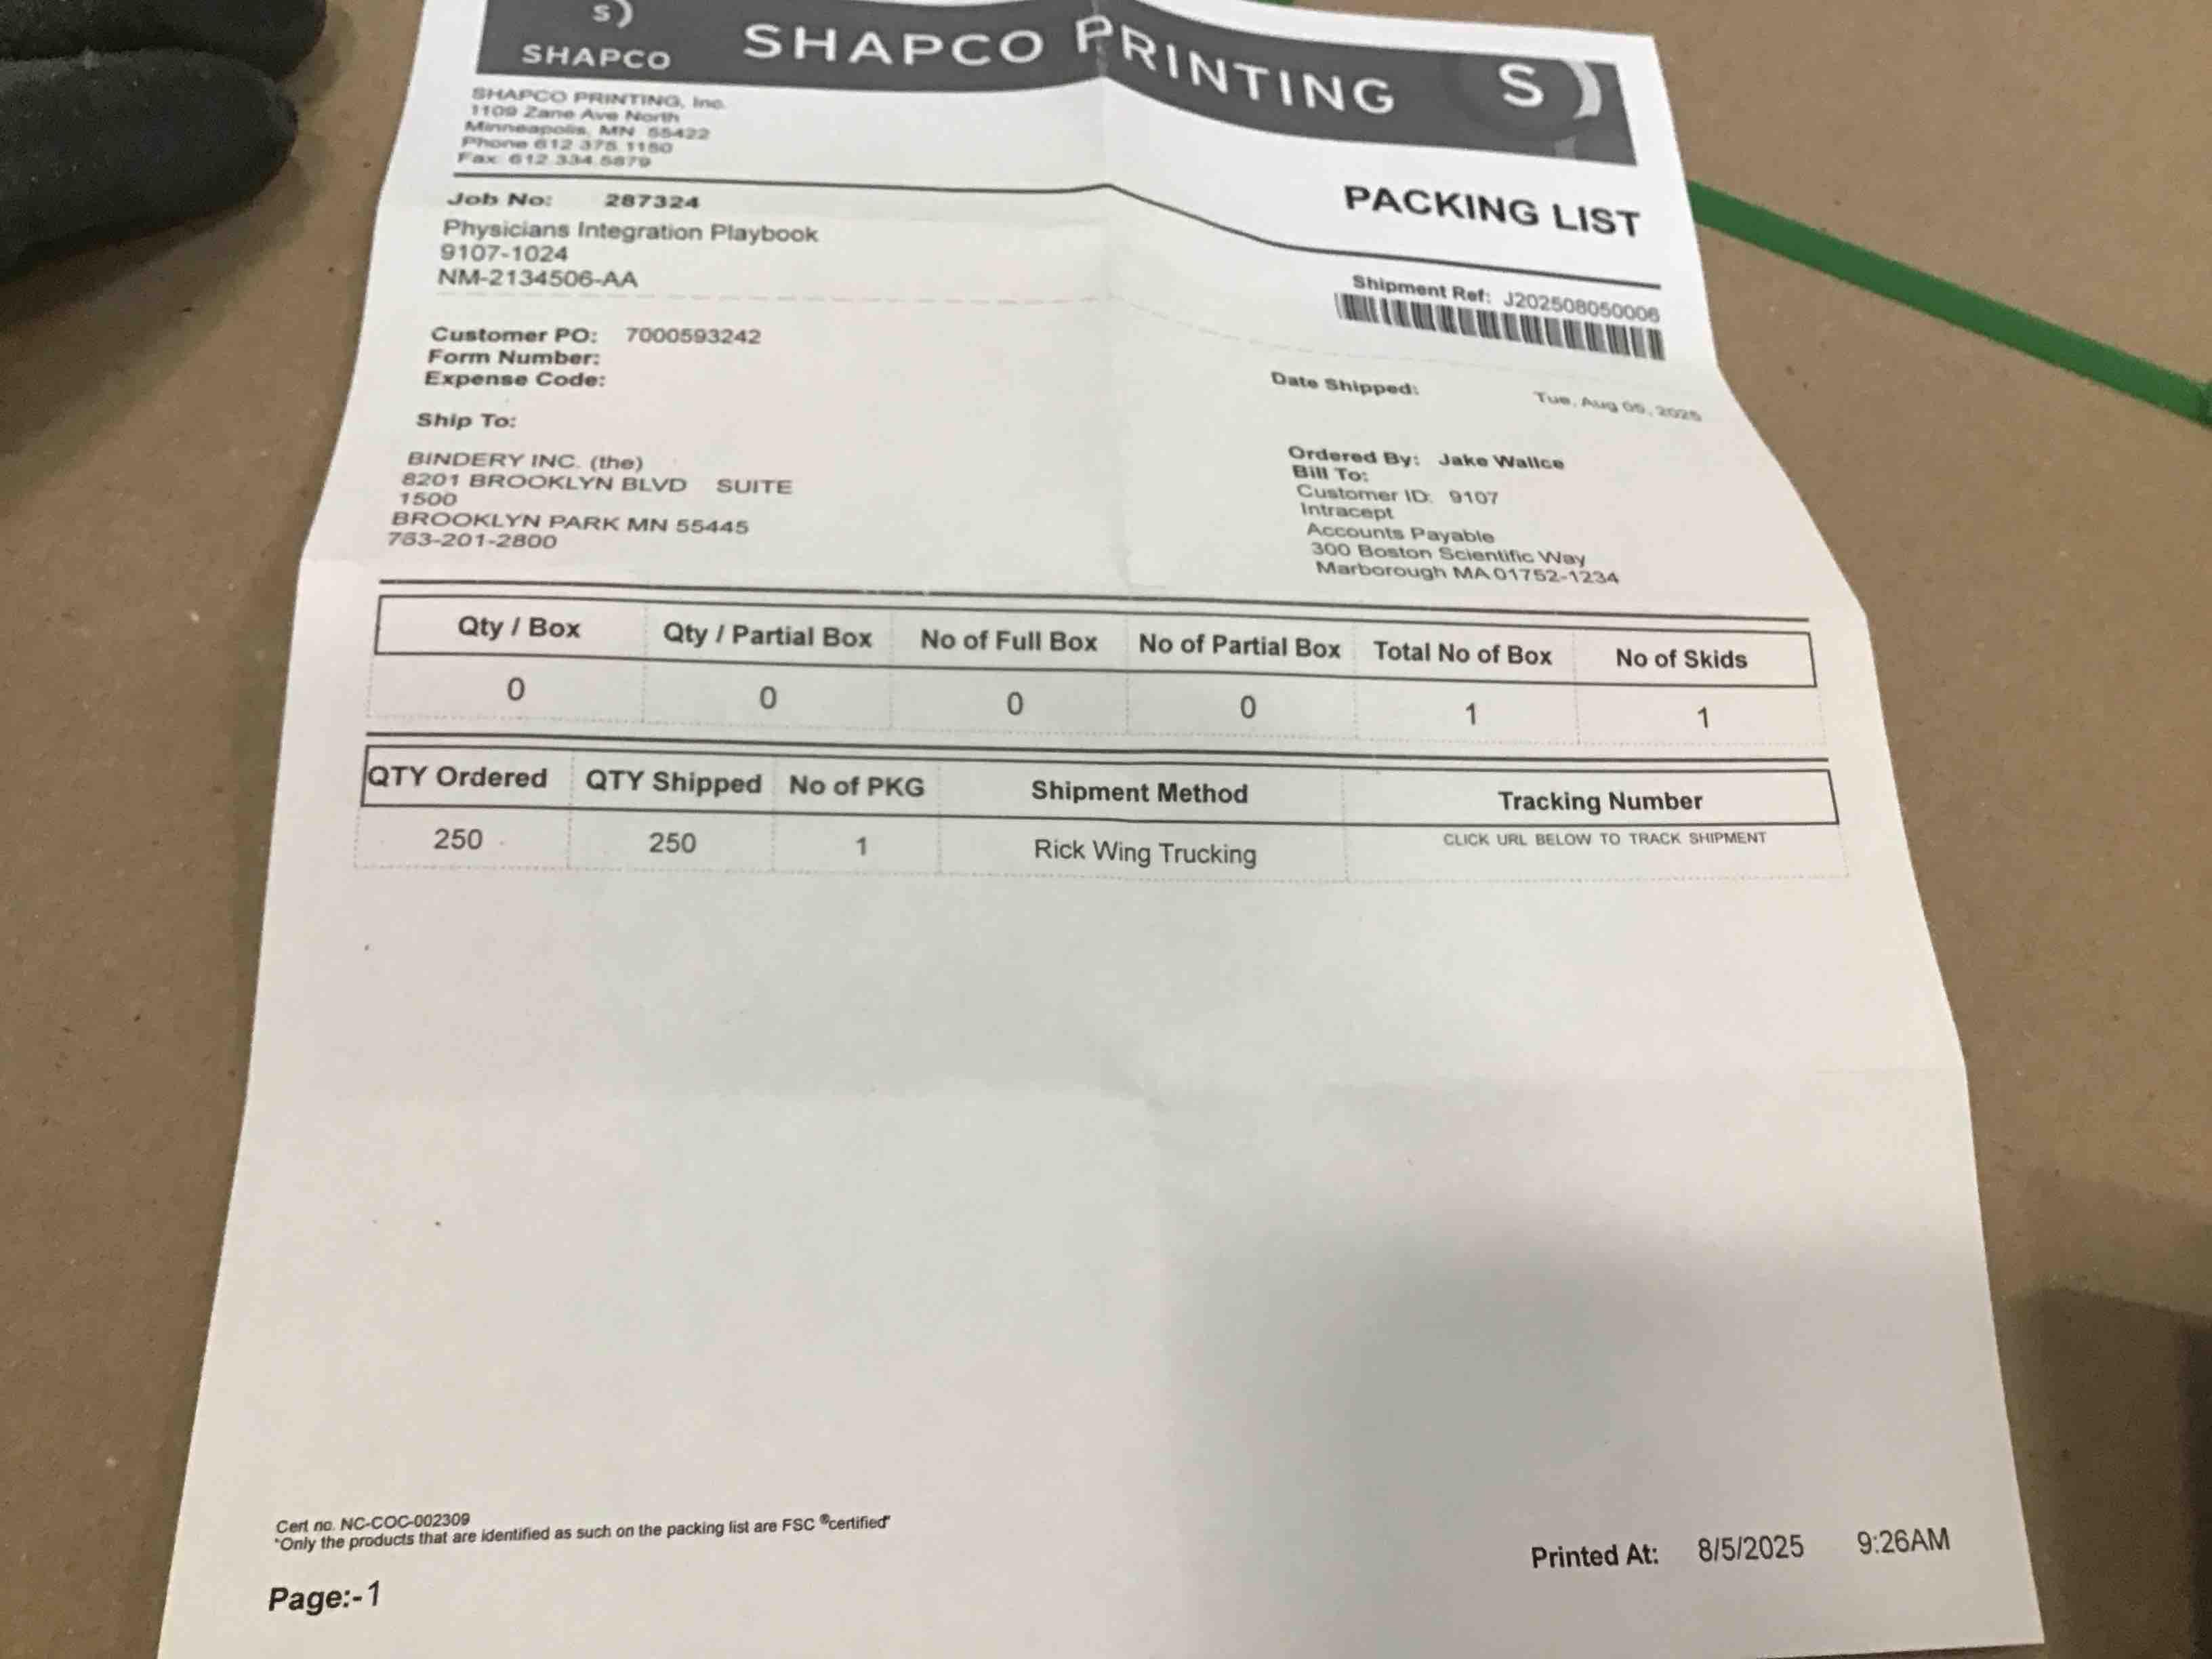 S)
SHAPCO
SHAPCO PRINTING
S)
SHAPCO PRINTING, Inc.
1109 Zane Ave North
Minneapolis, MN 55422
Phone 612.375.1150
Fax 612.334.5879
PACKING LIST
Job No: 287324
Physicians Integration Playbook
9107-1024
NM-2134506-AA
Shipment Ref: J202508050006
Customer PO: 7000593242
Form Number:
Expense Code:
Date Shipped: Tue, Aug 05, 2025
Ship To:
BINDERY INC. (the)
8201 BROOKLYN BLVD SUITE
1500
BROOKLYN PARK MN 55445
763-201-2800
Ordered By: Jake Wallce
Bill To:
Customer ID: 9107
Intracept
Accounts Payable
300 Boston Scientific Way
Marborough MA 01752-1234
Qty / Box Qty / Partial Box No of Full Box No of Partial Box Total No of Box No of Skids
0 0 0 0 1 1
QTY Ordered QTY Shipped No of PKG Shipment Method Tracking Number
250 250 1 Rick Wing Trucking CLICK URL BELOW TO TRACK SHIPMENT
Cert no. NC-COC-002309
"Only the products that are identified as such on the packing list are FSC ®certified"
Printed At: 8/5/2025 9:26AM
Page:-1